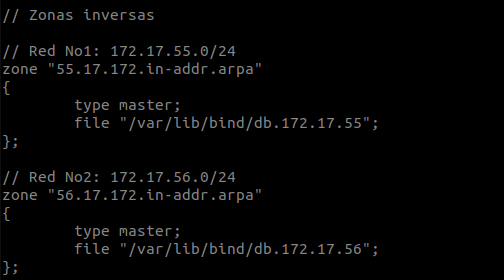 // Zonas inversas
// Red No1: 172.17.55.0/24
zone "55.17.172.in-addr.arpa"
{
        type master;
        file "/var/lib/bind/db.172.17.55";
};
// Red No2: 172.17.56.0/24
zone "56.17.172.in-addr.arpa"
{
        type master;
        file "/var/lib/bind/db.172.17.56";
};